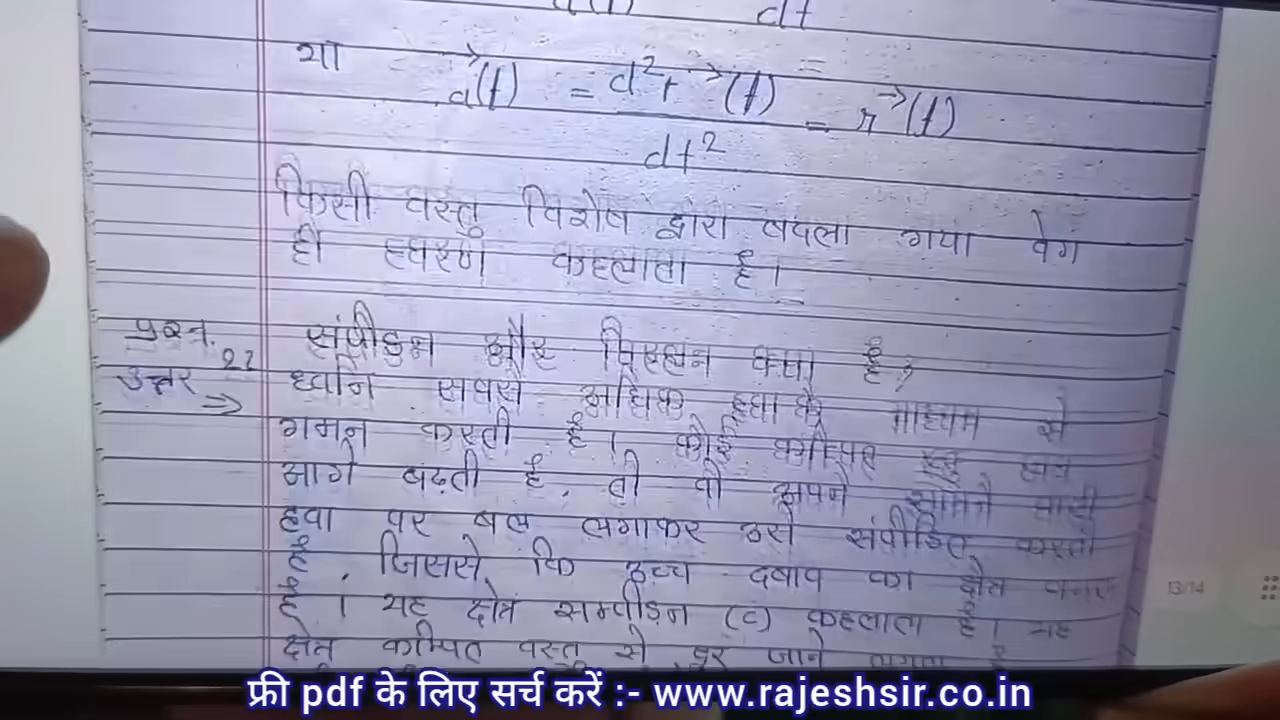 dt
या a⃗(t) = d²r⃗(t) / dt² = r⃗(t)
किसी वस्तु विशेष द्वारा बदला गया वेग
ही त्वरण कहलाता है।
प्रश्न. 22 संपीडन और विरलन क्या है?
उत्तर ⇒ ध्वनि सबसे अधिक हवा के माध्यम से
गमन करती है। कोई कम्पित वस्तु जब
आगे बढ़ती है, तो वो अपने सामने वाली
हवा पर बल लगाकर उसे संपीडित करती
है, जिससे कि उच्च दबाव का क्षेत्र
है। यह क्षेत्र सम्पीड़न (C) कहलाता है। यह
क्षेत्र कम्पित वस्तु से दूर जाने लगता है
13/14
फ्री pdf के लिए सर्च करें :- www.rajeshsir.co.in